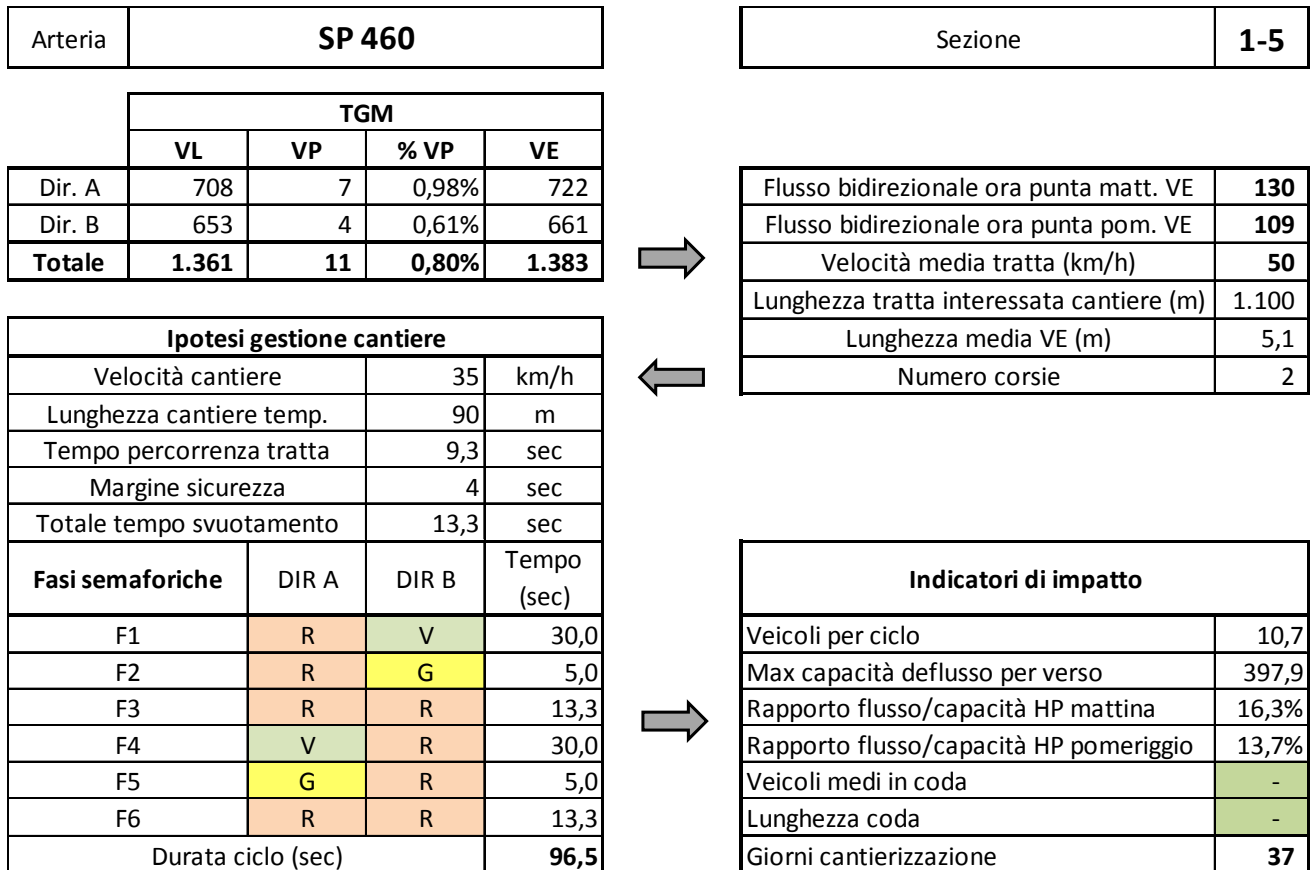 Arteria SP 460 Sezione 1-5
TGM
VL VP % VP VE
Dir. A 708 7 0,98% 722
Dir. B 653 4 0,61% 661
Totale 1.361 11 0,80% 1.383
Flusso bidirezionale ora punta matt. VE 130
Flusso bidirezionale ora punta pom. VE 109
Velocità media tratta (km/h) 50
Lunghezza tratta interessata cantiere (m) 1.100
Lunghezza media VE (m) 5,1
Numero corsie 2
Ipotesi gestione cantiere
Velocità cantiere 35 km/h
Lunghezza cantiere temp. 90 m
Tempo percorrenza tratta 9,3 sec
Margine sicurezza 4 sec
Totale tempo svuotamento 13,3 sec
Fasi semaforiche DIR A DIR B Tempo
(sec)
F1 R V 30,0
F2 R G 5,0
F3 R R 13,3
F4 V R 30,0
F5 G R 5,0
F6 R R 13,3
Durata ciclo (sec) 96,5
Indicatori di impatto
Veicoli per ciclo 10,7
Max capacità deflusso per verso 397,9
Rapporto flusso/capacità HP mattina 16,3%
Rapporto flusso/capacità HP pomeriggio 13,7%
Veicoli medi in coda -
Lunghezza coda -
Giorni cantierizzazione 37